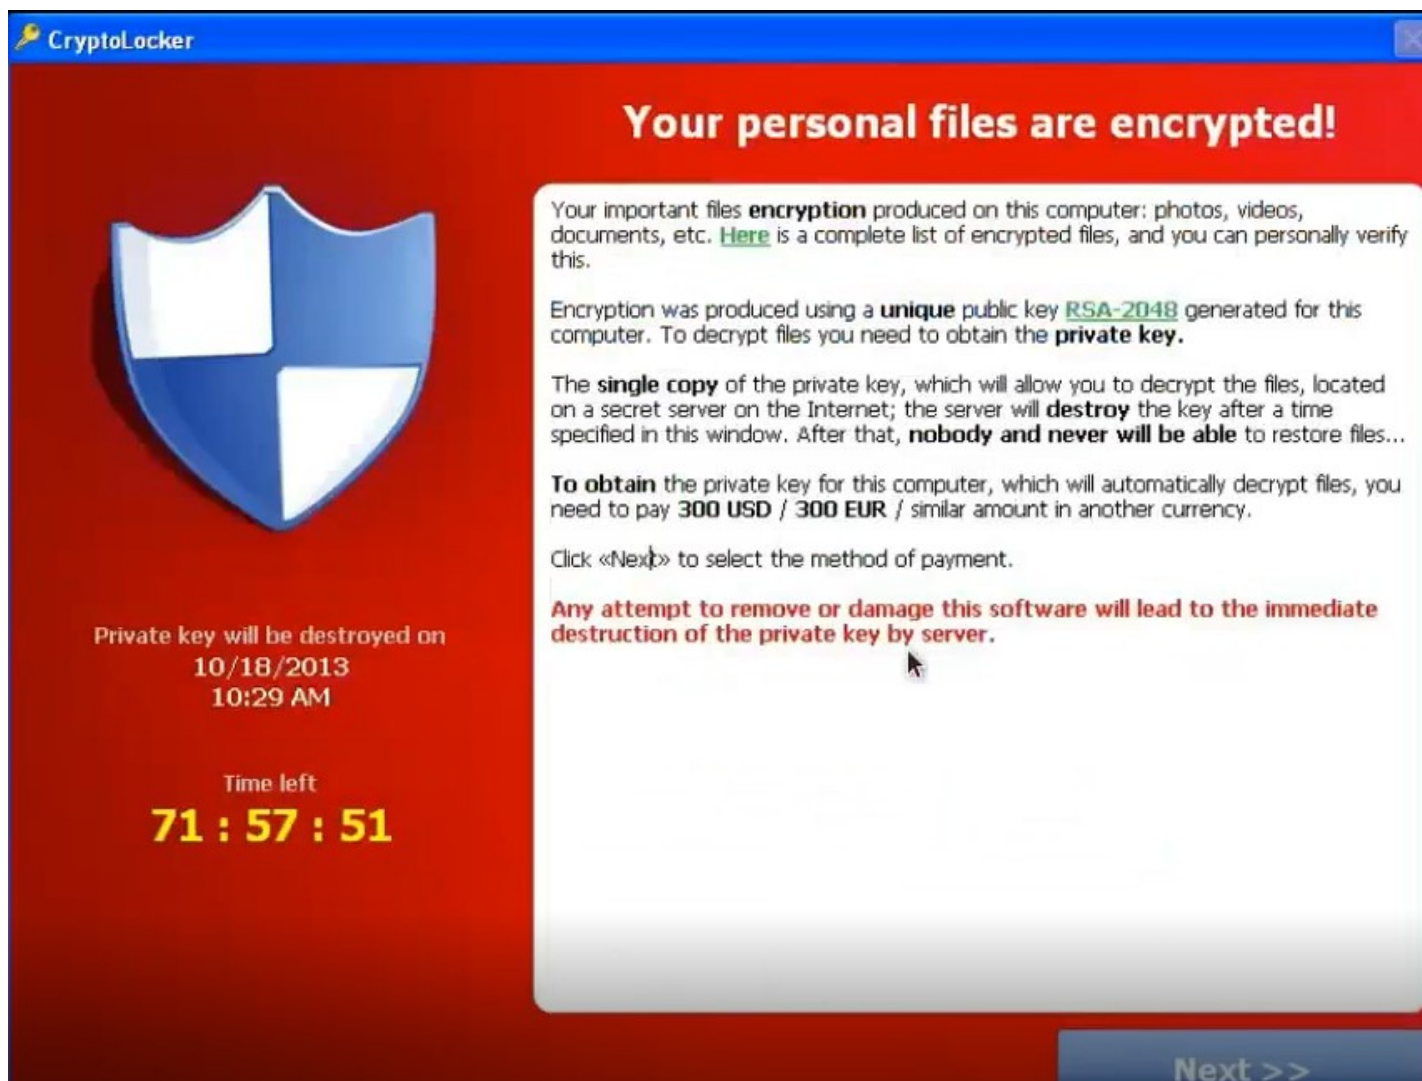 CryptoLocker
Your personal files are encrypted!
Your important files encryption produced on this computer: photos, videos,
documents, etc. Here is a complete list of encrypted files, and you can personally verify
this.
Encryption was produced using a unique public key RSA-2048 generated for this
computer. To decrypt files you need to obtain the private key.
The single copy of the private key, which will allow you to decrypt the files, located
on a secret server on the Internet; the server will destroy the key after a time
specified in this window. After that, nobody and never will be able to restore files...
To obtain the private key for this computer, which will automatically decrypt files, you
need to pay 300 USD / 300 EUR / similar amount in another currency.
Click «Next» to select the method of payment.
Any attempt to remove or damage this software will lead to the immediate
destruction of the private key by server.
Private key will be destroyed on
10/18/2013
10:29 AM
Time left
71 : 57 : 51
Next >>